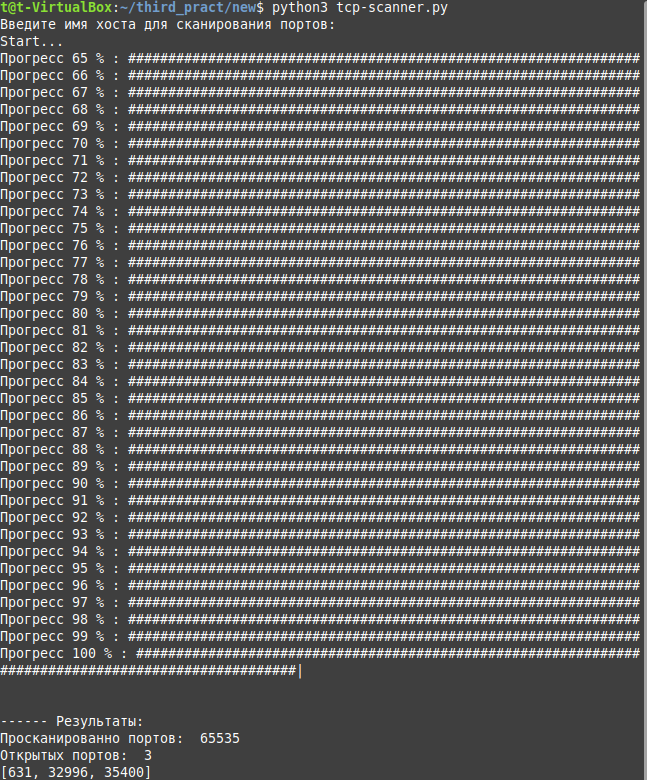 t@t-VirtualBox:~/third_pract/new$ python3 tcp-scanner.py
Введите имя хоста для сканирования портов:
Start...
Прогресс 65 % : ################################################################
Прогресс 66 % : ################################################################
Прогресс 67 % : ################################################################
Прогресс 68 % : ################################################################
Прогресс 69 % : ################################################################
Прогресс 70 % : ################################################################
Прогресс 71 % : ################################################################
Прогресс 72 % : ################################################################
Прогресс 73 % : ################################################################
Прогресс 74 % : ################################################################
Прогресс 75 % : ################################################################
Прогресс 76 % : ################################################################
Прогресс 77 % : ################################################################
Прогресс 78 % : ################################################################
Прогресс 79 % : ################################################################
Прогресс 80 % : ################################################################
Прогресс 81 % : ################################################################
Прогресс 82 % : ################################################################
Прогресс 83 % : ################################################################
Прогресс 84 % : ################################################################
Прогресс 85 % : ################################################################
Прогресс 86 % : ################################################################
Прогресс 87 % : ################################################################
Прогресс 88 % : ################################################################
Прогресс 89 % : ################################################################
Прогресс 90 % : ################################################################
Прогресс 91 % : ################################################################
Прогресс 92 % : ################################################################
Прогресс 93 % : ################################################################
Прогресс 94 % : ################################################################
Прогресс 95 % : ################################################################
Прогресс 96 % : ################################################################
Прогресс 97 % : ################################################################
Прогресс 98 % : ################################################################
Прогресс 99 % : ################################################################
Прогресс 100 % : ###############################################################
#####################################|
------ Результаты:
Просканированно портов:  65535
Открытых портов:  3
[631, 32996, 35400]